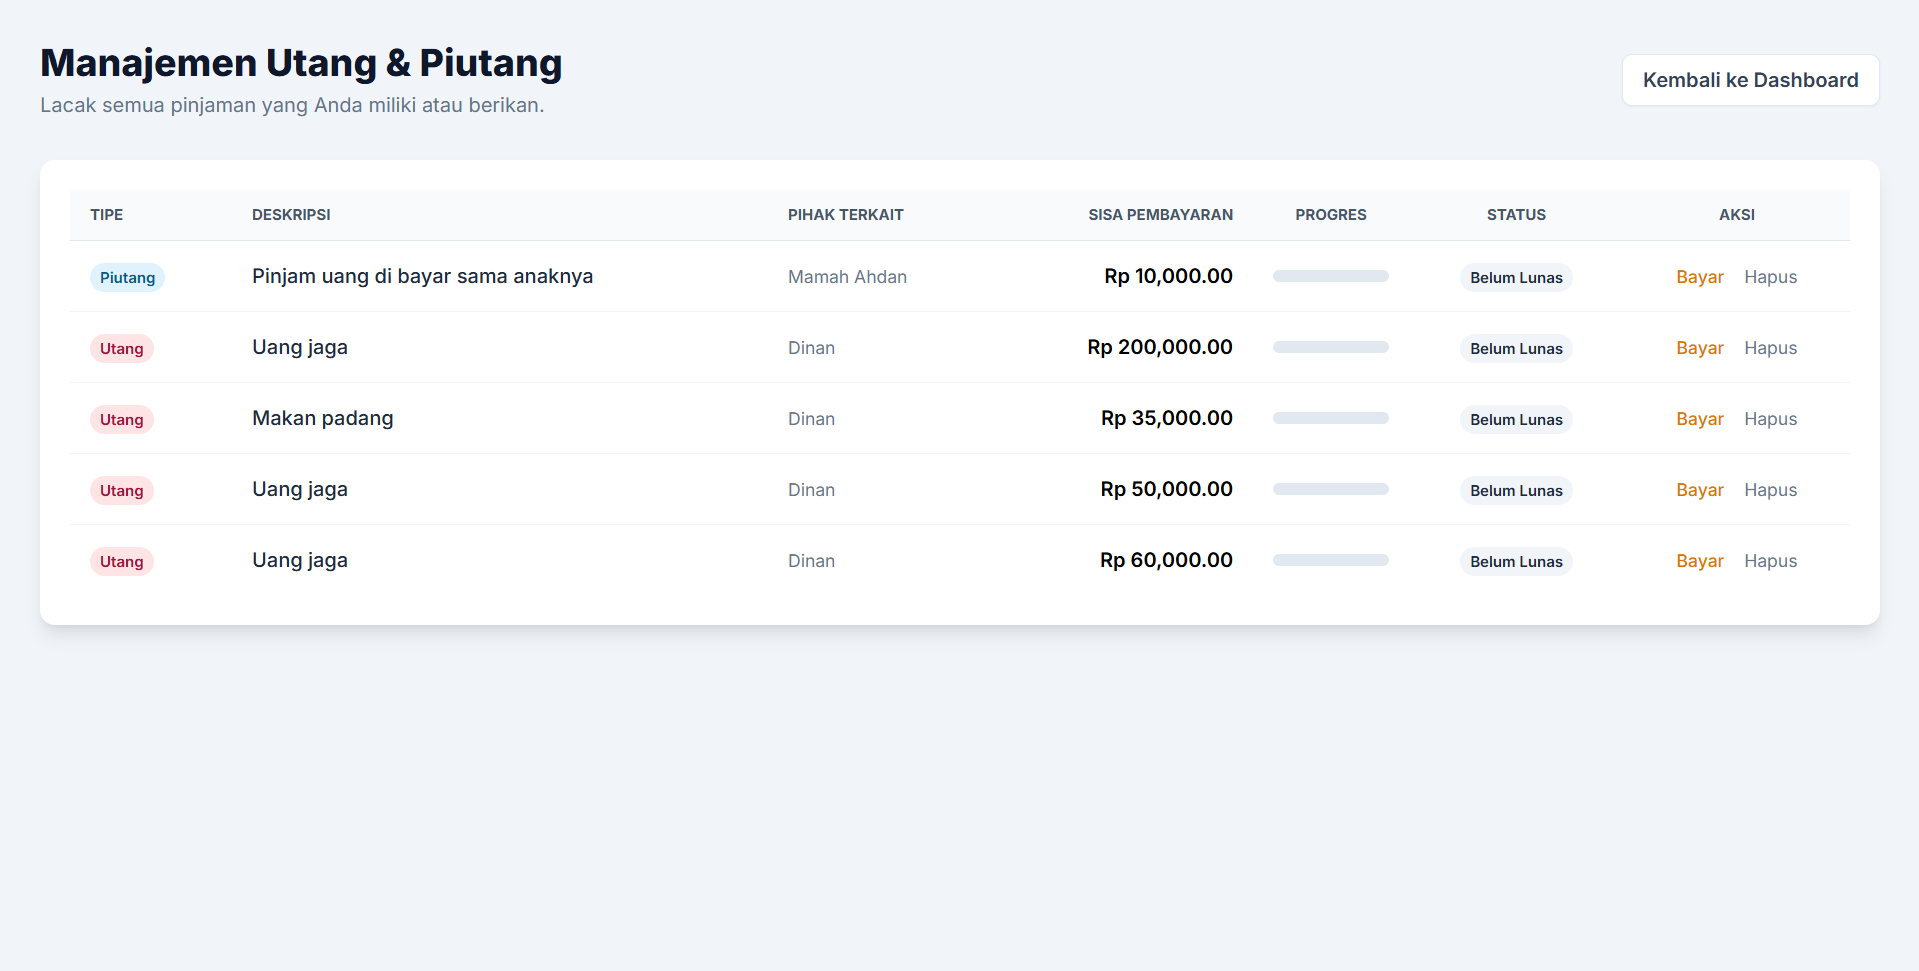 Manajemen Utang & Piutang
Lacak semua pinjaman yang Anda miliki atau berikan.
Kembali ke Dashboard
TIPE DESKRIPSI PIHAK TERKAIT SISA PEMBAYARAN PROGRES STATUS AKSI
Piutang Pinjam uang di bayar sama anaknya Mamah Ahdan Rp 10,000.00 Belum Lunas Bayar Hapus
Utang Uang jaga Dinan Rp 200,000.00 Belum Lunas Bayar Hapus
Utang Makan padang Dinan Rp 35,000.00 Belum Lunas Bayar Hapus
Utang Uang jaga Dinan Rp 50,000.00 Belum Lunas Bayar Hapus
Utang Uang jaga Dinan Rp 60,000.00 Belum Lunas Bayar Hapus